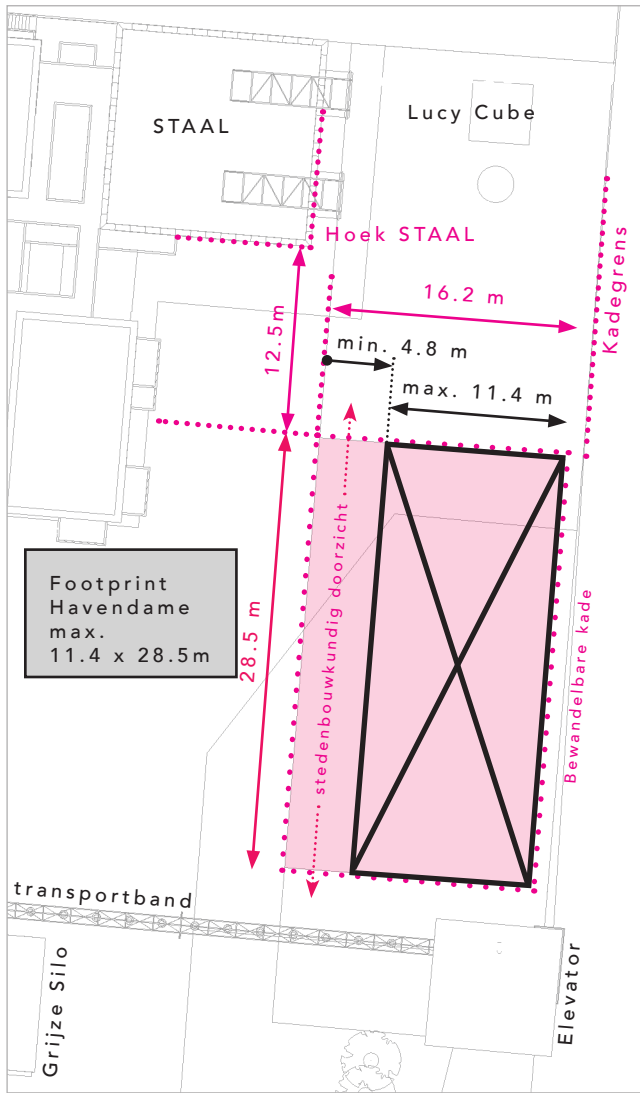 STAAL
Lucy Cube
Hoek STAAL
Kadegrens
16.2 m
12.5m
min. 4.8 m
max. 11.4 m
stedenbouwkundig doorzicht
28.5 m
Footprint
Havendame
max.
11.4 x 28.5m
Bewandelbare kade
transportband
Grijze Silo
Elevator